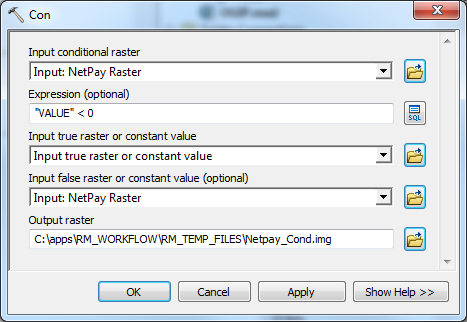 Con
Input conditional raster
Input: NetPay Raster
Expression (optional)
"VALUE" < 0
SQL
Input true raster or constant value
Input true raster or constant value
Input false raster or constant value (optional)
Input: NetPay Raster
Output raster
C:\apps\RM_WORKFLOW\RM_TEMP_FILES\Netpay_Cond.img
OK
Cancel
Apply
Show Help >>